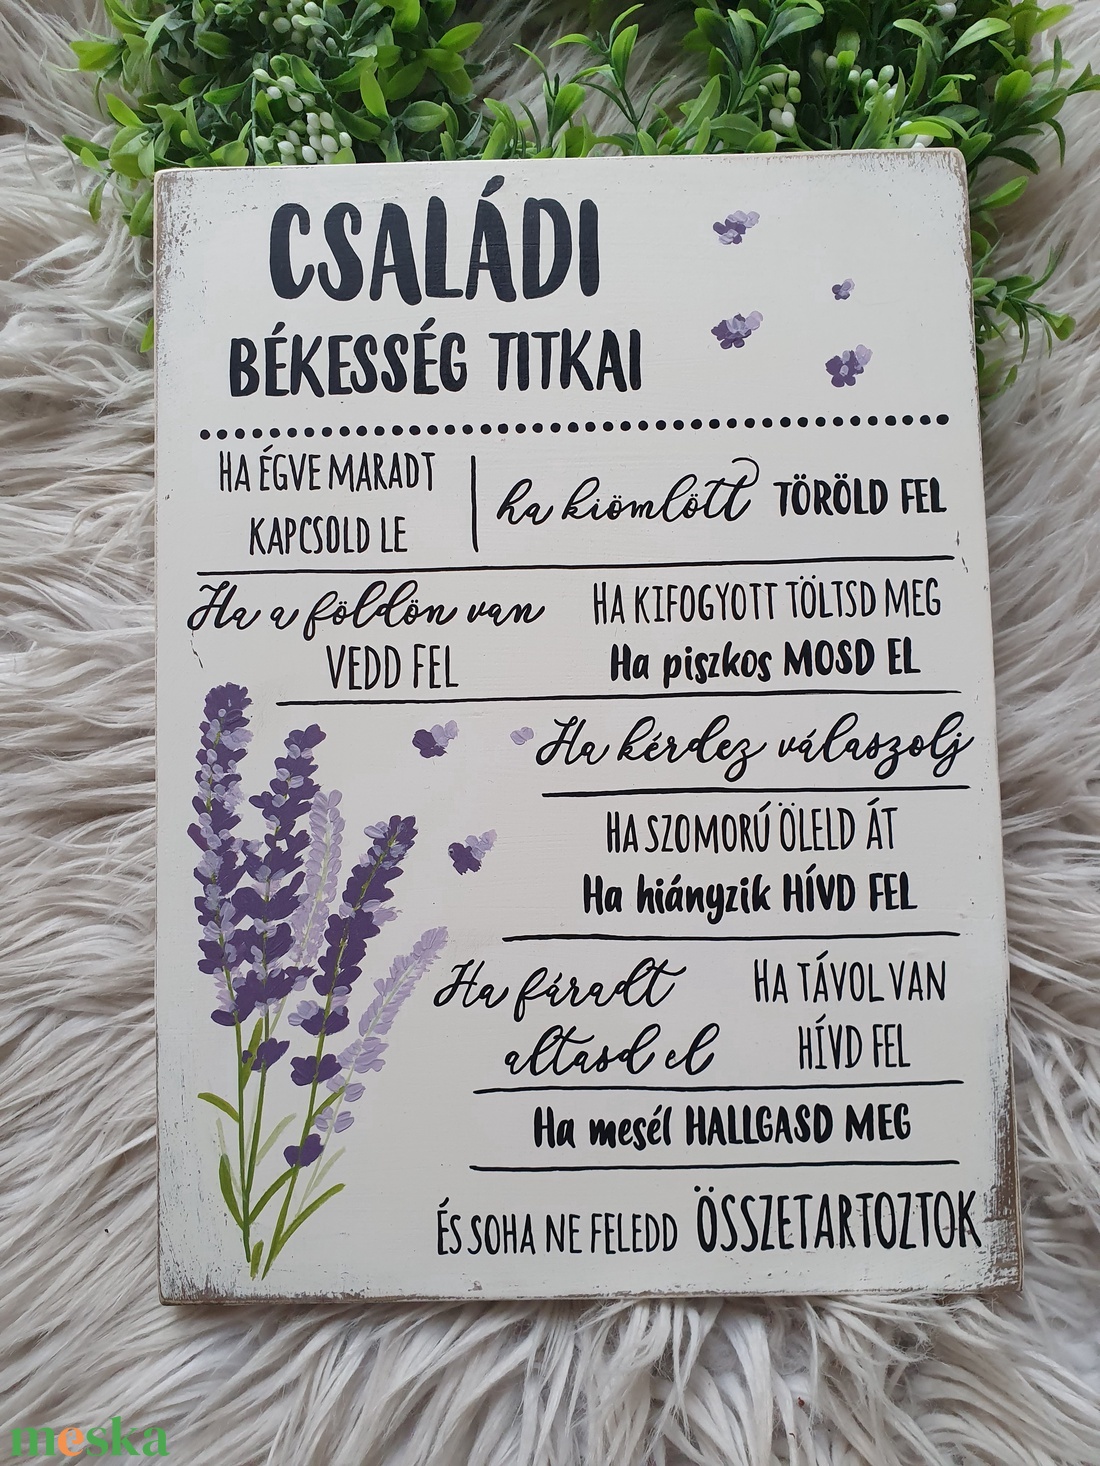 CSALÁDI
BÉKESSÉG TITKAI
HA ÉGVE MARADT
KAPCSOLD LE
ha kiömlött TÖRÖLD FEL
Ha a földön van
VEDD FEL
HA KIFOGYOTT TÖLTSD MEG
Ha piszkos MOSD EL
Ha kérdez válaszolj
HA SZOMORÚ ÖLELD ÁT
Ha hiányzik HÍVD FEL
Ha fáradt
altasd el
HA TÁVOL VAN
HÍVD FEL
Ha mesél HALLGASD MEG
ÉS SOHA NE FELEDD ÖSSZETARTOZTOK
meska